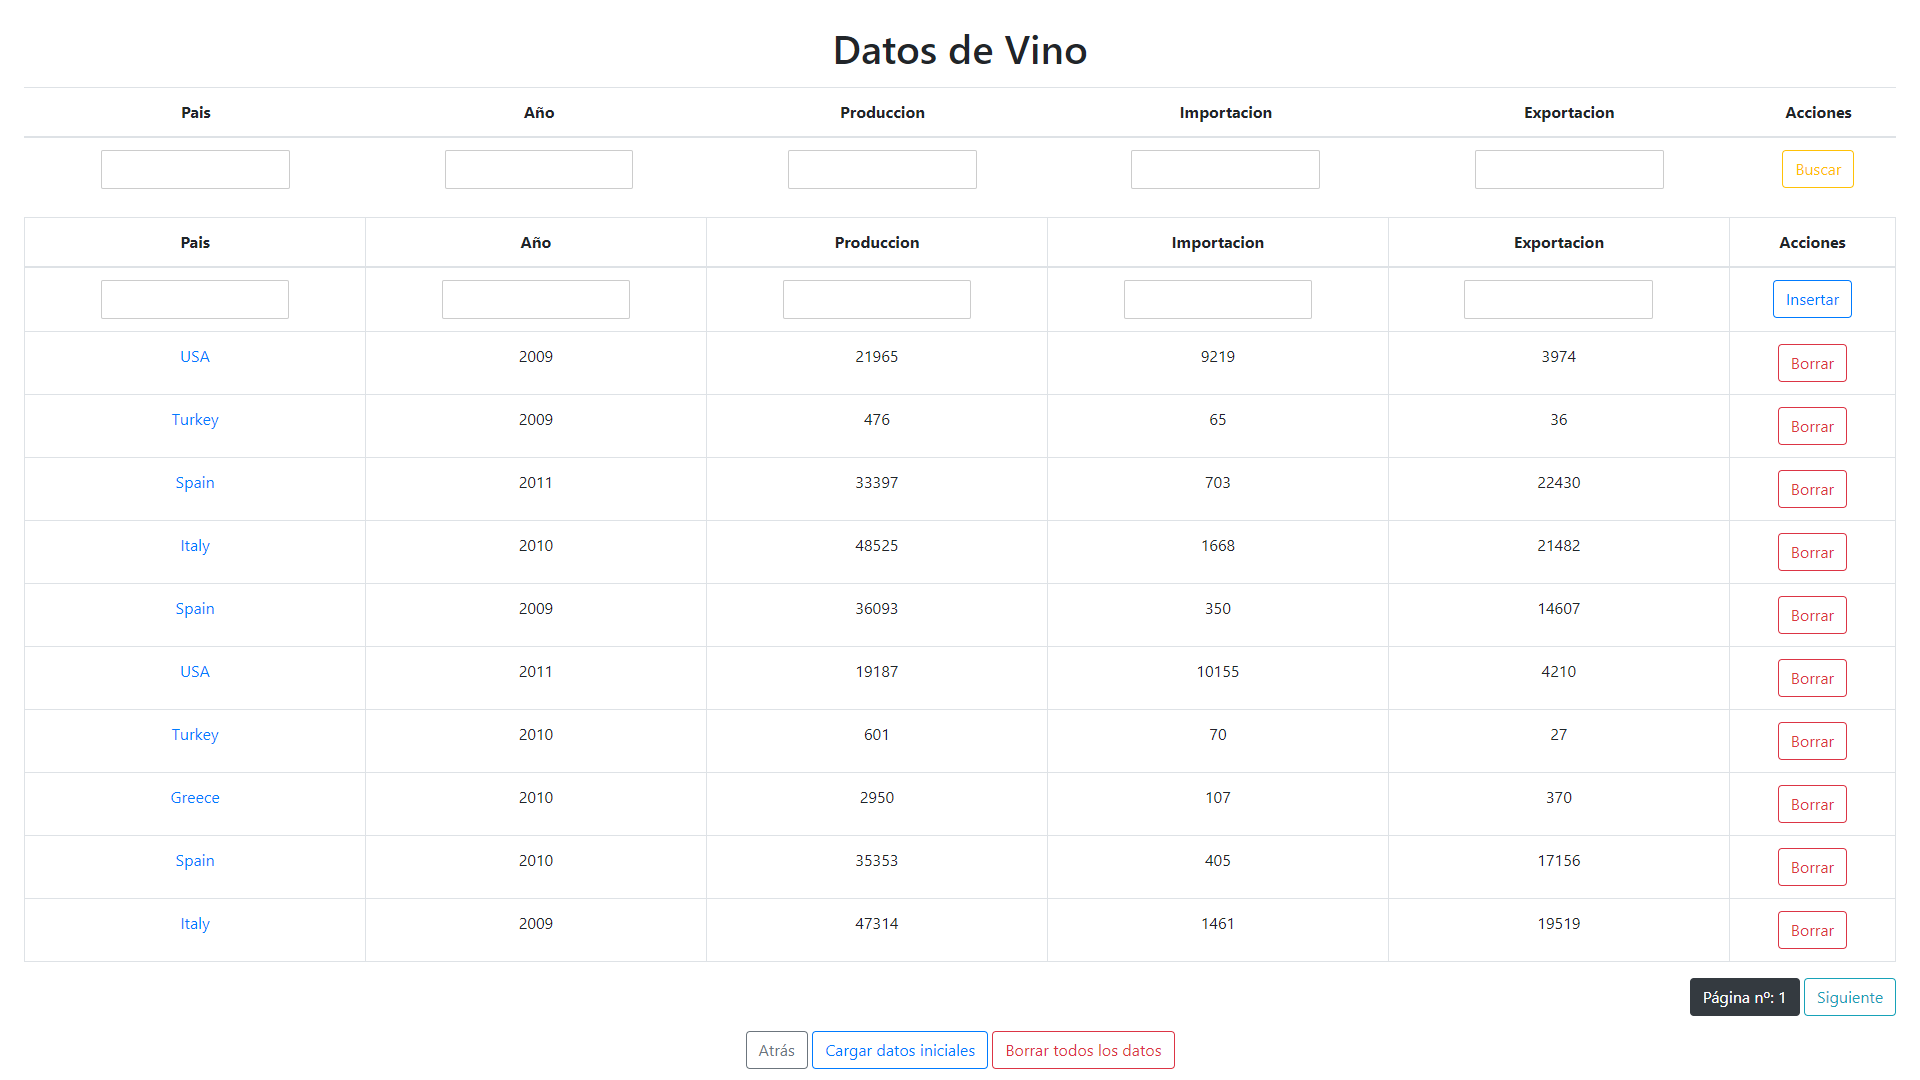 Datos de Vino
Pais Año Produccion Importacion Exportacion Acciones
Buscar
Pais Año Produccion Importacion Exportacion Acciones
Insertar
USA 2009 21965 9219 3974 Borrar
Turkey 2009 476 65 36 Borrar
Spain 2011 33397 703 22430 Borrar
Italy 2010 48525 1668 21482 Borrar
Spain 2009 36093 350 14607 Borrar
USA 2011 19187 10155 4210 Borrar
Turkey 2010 601 70 27 Borrar
Greece 2010 2950 107 370 Borrar
Spain 2010 35353 405 17156 Borrar
Italy 2009 47314 1461 19519 Borrar
Página nº: 1 Siguiente
Atrás Cargar datos iniciales Borrar todos los datos